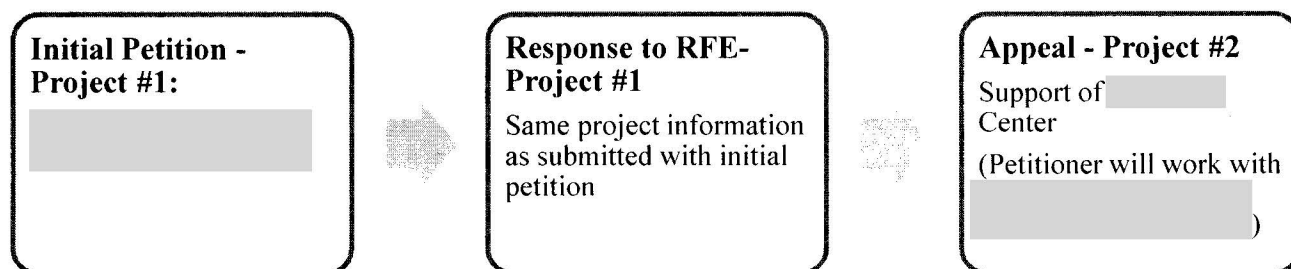 Initial Petition -
Project #1:
Response to RFE-
Project #1
Same project information
as submitted with initial
petition
Appeal - Project #2
Support of
Center
(Petitioner will work with
)